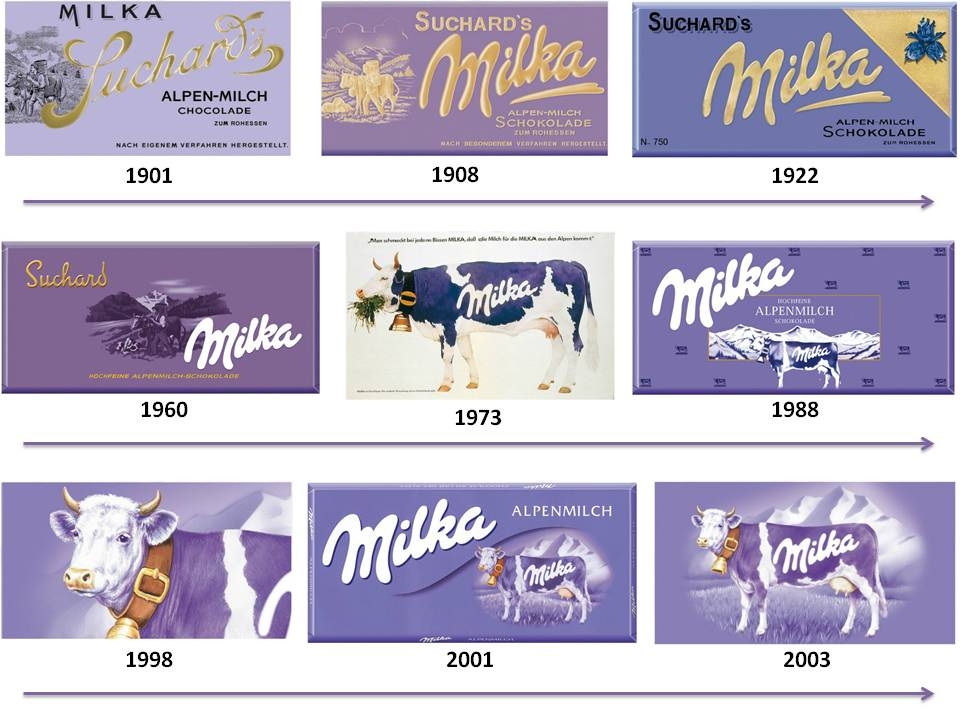 MILKA
Suchard's
ALPEN-MILCH
CHOCOLADE
ZUM ROHESSEN
NACH EIGENEM VERFAHREN HERGESTELLT.
SUCHARD'S
Milka
ALPEN-MILCH
SCHOKOLADE
ZUM ROHESSEN
NACH BESONDEREM VERFAHREN HERGESTELLT.
SUCHARD'S
Milka
ALPEN-MILCH
SCHOKOLADE
ZUM ROHESSEN
N- 750
1901
1908
1922
Suchard
Milka
HOCHFEINE ALPENMILCH-SCHOKOLADE
„Man schmeckt bei jedem Bissen MILKA, daß die Milch für die MILKA aus den Alpen kommt"
Milka
Milka
HOCHFEINE
ALPENMILCH
SCHOKOLADE
Milka
1960
1973
1988
Milka
ALPENMILCH
Milka
Milka
Milka
1998
2001
2003